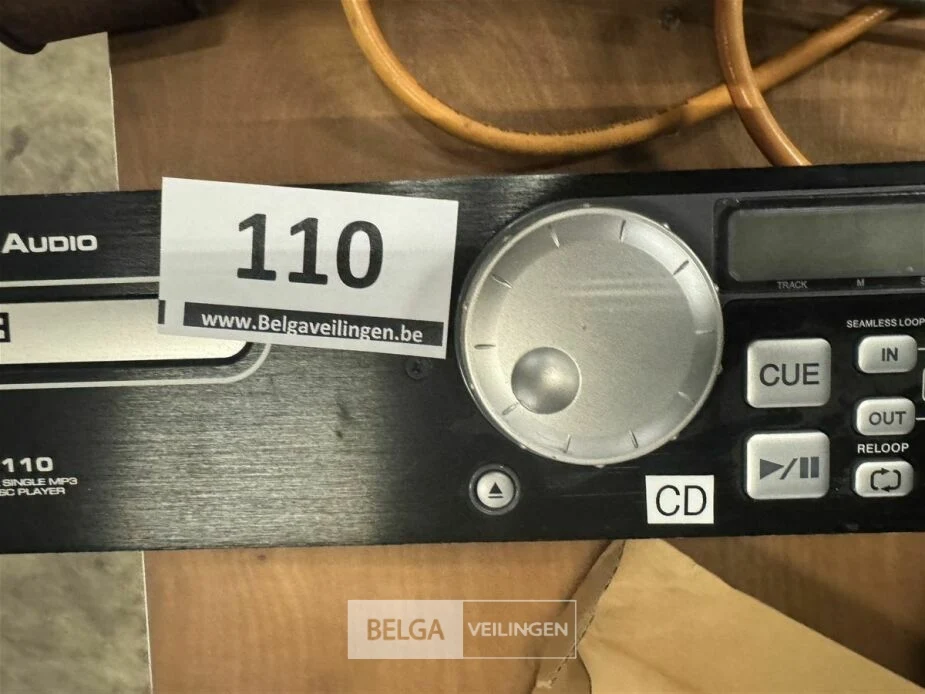 AUDIO
110
www.Belgaveilingen.be
TRACK M
SEAMLESS LOOP
CUE
IN
OUT
RELOOP
110
SINGLE MP3
SC PLAYER
CD
BELGA VEILINGEN